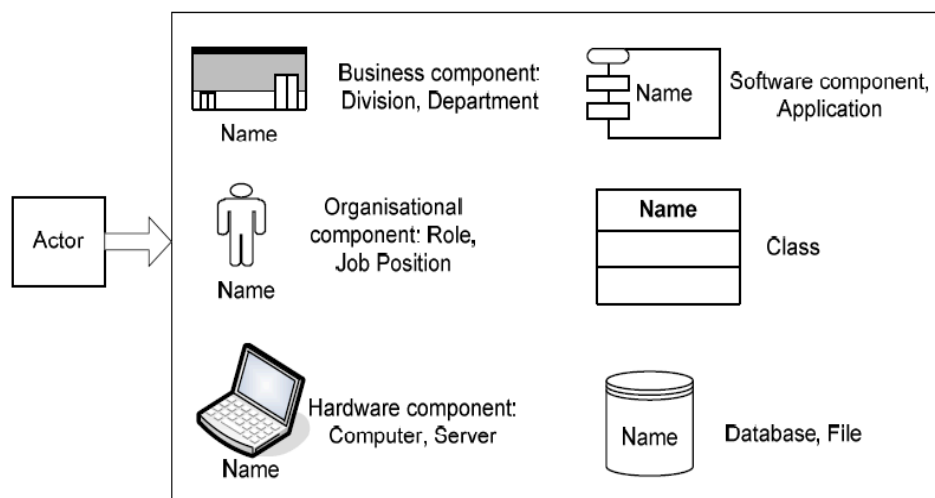 Actor
Business component:
Division, Department
Name
Organisational
component: Role,
Job Position
Name
Hardware component:
Computer, Server
Name
Name
Software component,
Application
Name
Class
Name
Database, File